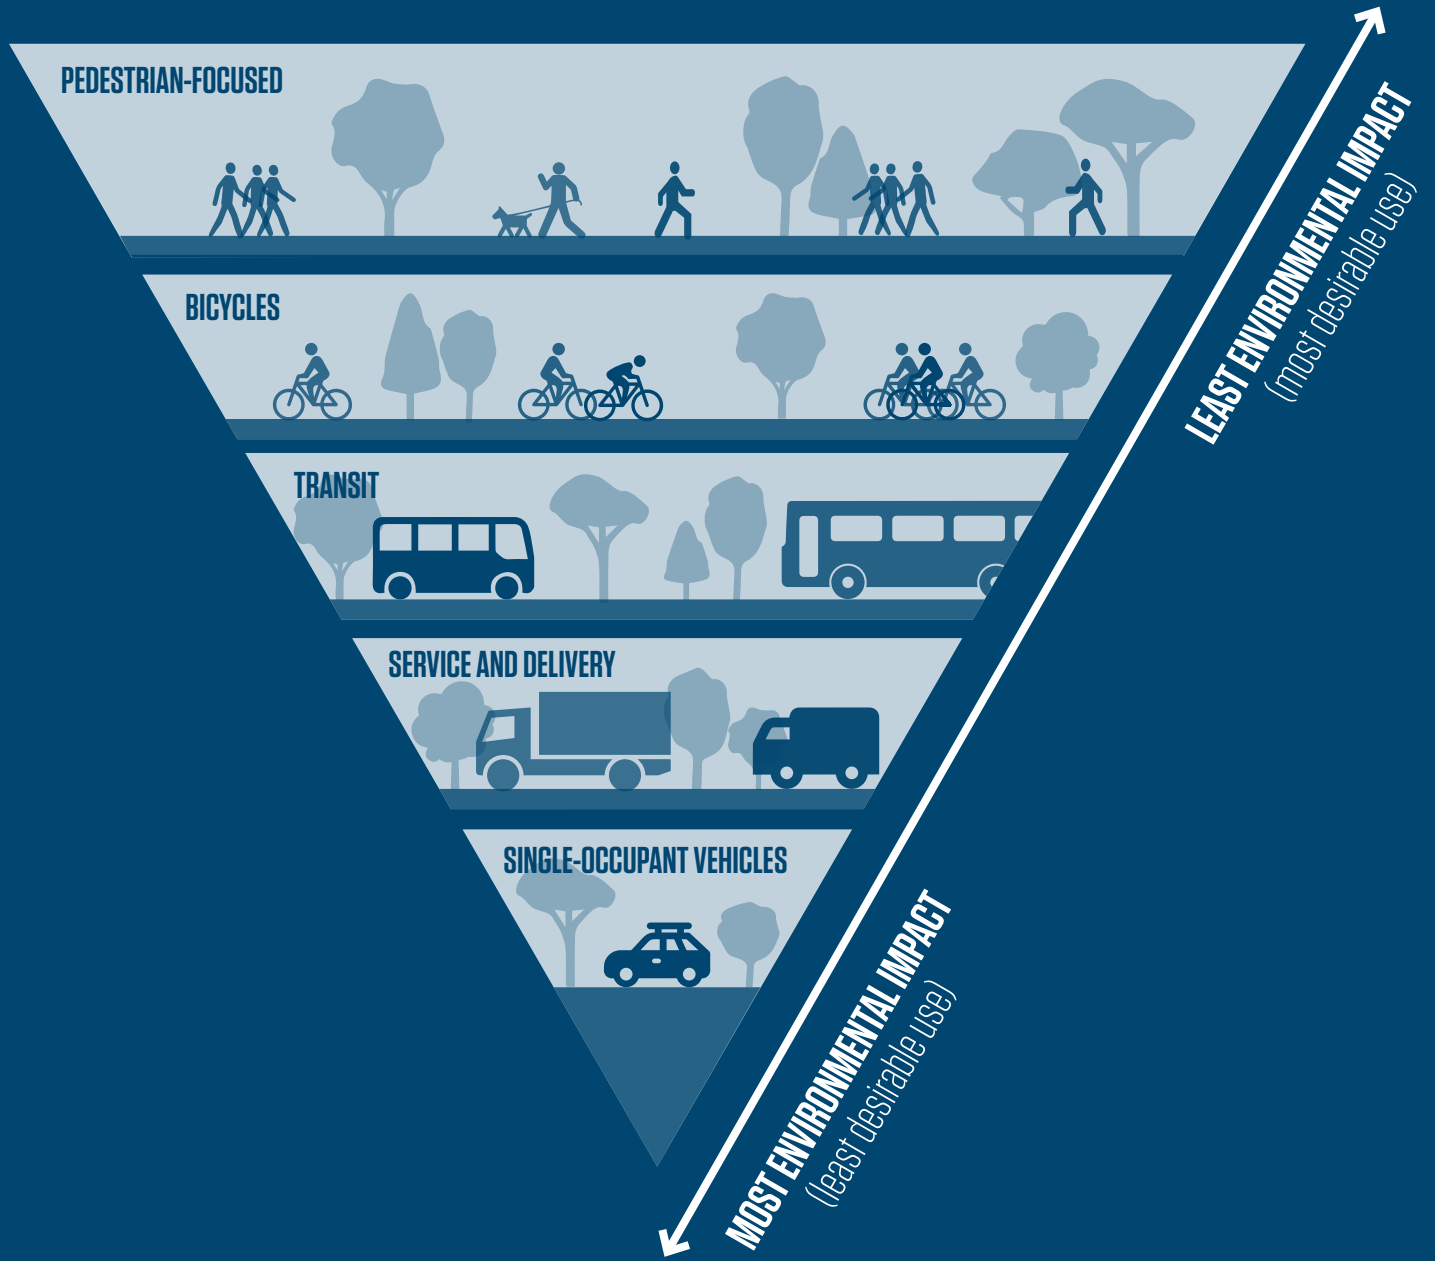 PEDESTRIAN-FOCUSED
BICYCLES
TRANSIT
SERVICE AND DELIVERY
SINGLE-OCCUPANT VEHICLES
LEAST ENVIRONMENTAL IMPACT
(most desirable use)
MOST ENVIRONMENTAL IMPACT
(least desirable use)